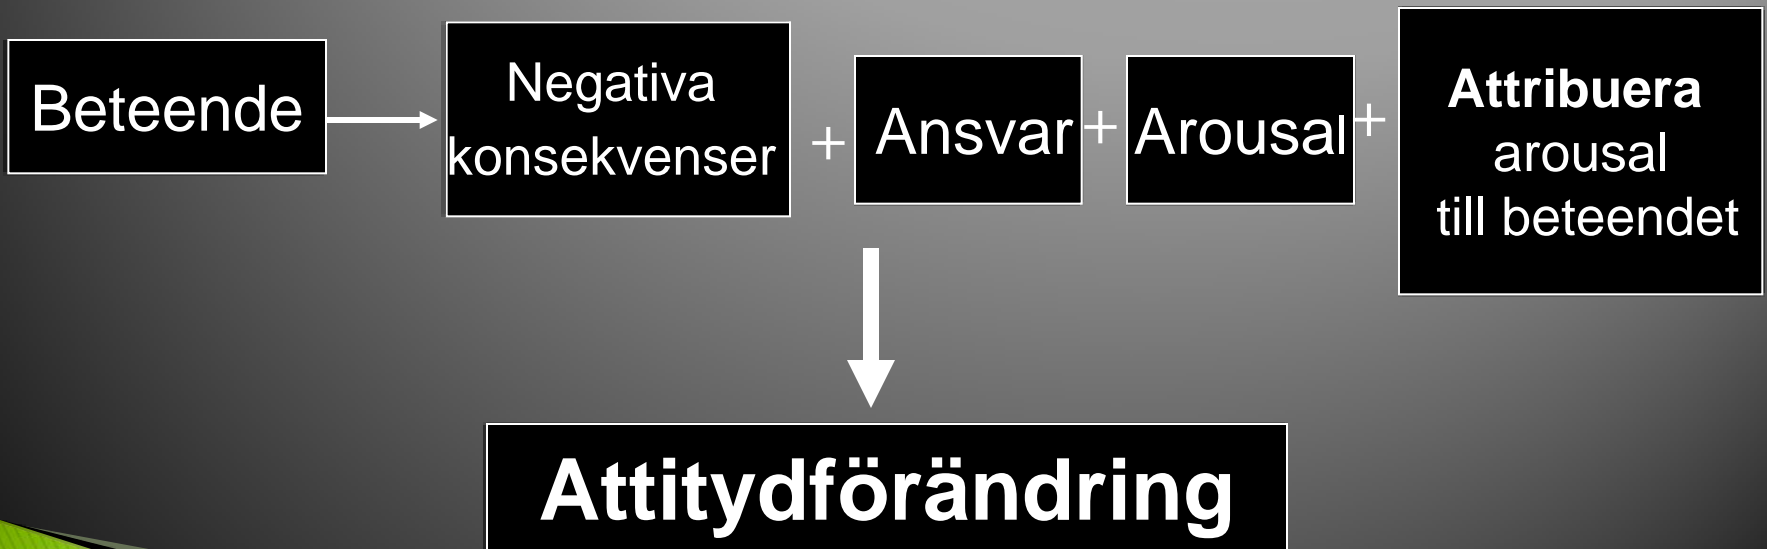 Beteende
Negativa
konsekvenser
+
Ansvar
+
Arousal
+
Attribuera
arousal
till beteendet
Attitydförändring